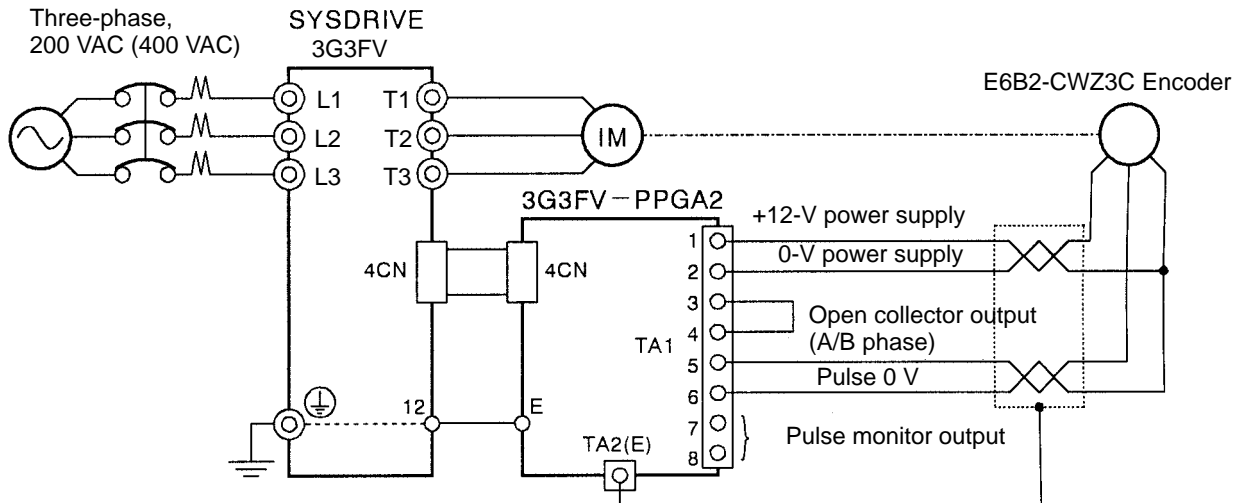 Three-phase,
200 VAC (400 VAC)
SYSDRIVE
3G3FV
E6B2-CWZ3C Encoder
L1 T1
L2 T2
L3 T3
IM
3G3FV-PPGA2
+12-V power supply
0-V power supply
4CN 4CN
TA1
1
2
3
4
5
6
7
8
Open collector output
(A/B phase)
Pulse 0 V
Pulse monitor output
12 E
TA2(E)